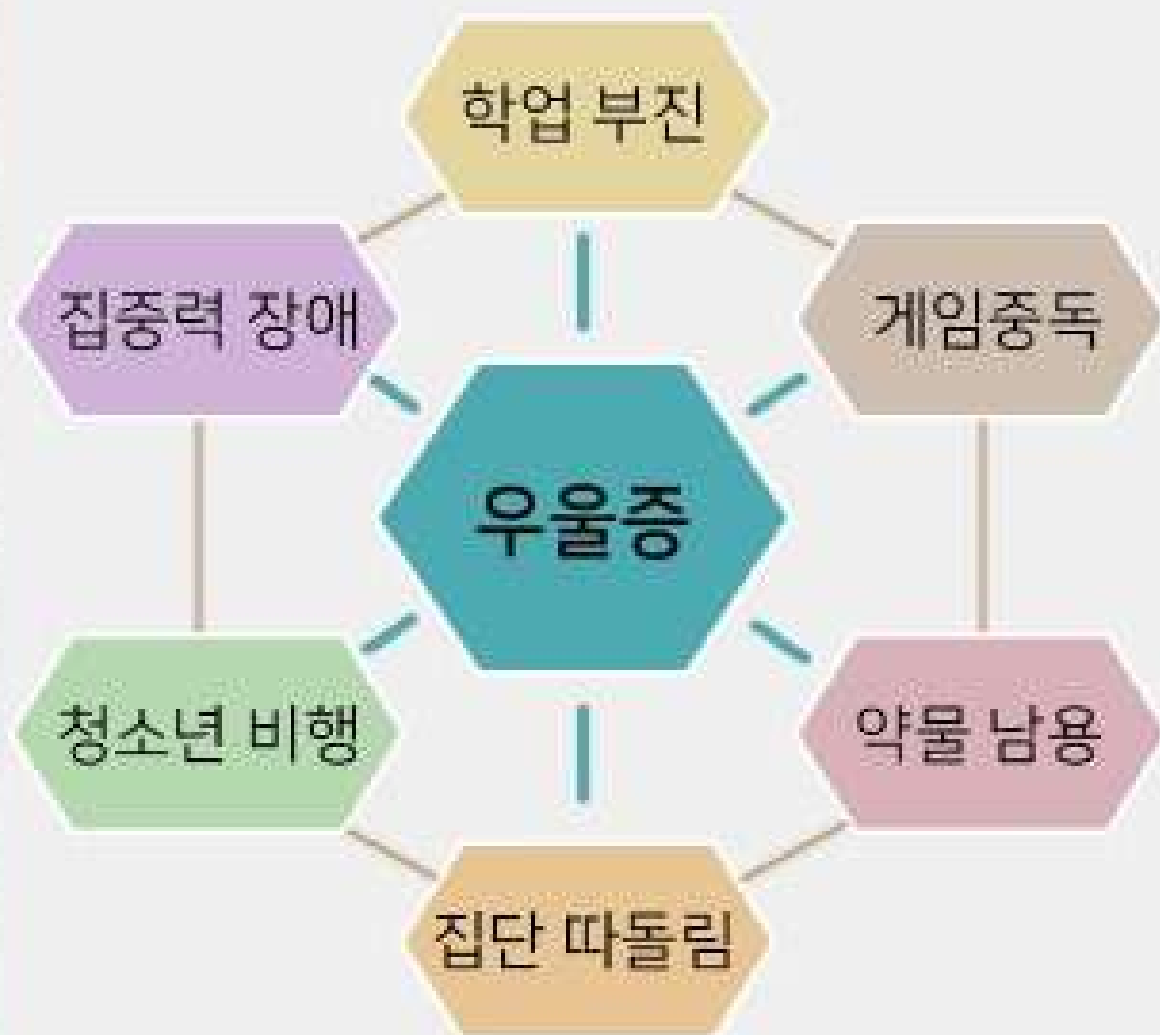 학업 부진
집중력 장애
게임중독
우울증
청소년 비행
약물 남용
집단 따돌림